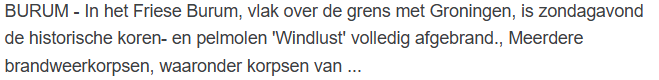 BURUM - In het Friese Burum, vlak over de grens met Groningen, is zondagavond
de historische koren- en pelmolen 'Windlust' volledig afgebrand., Meerdere
brandweerkorpsen, waaronder korpsen van ...